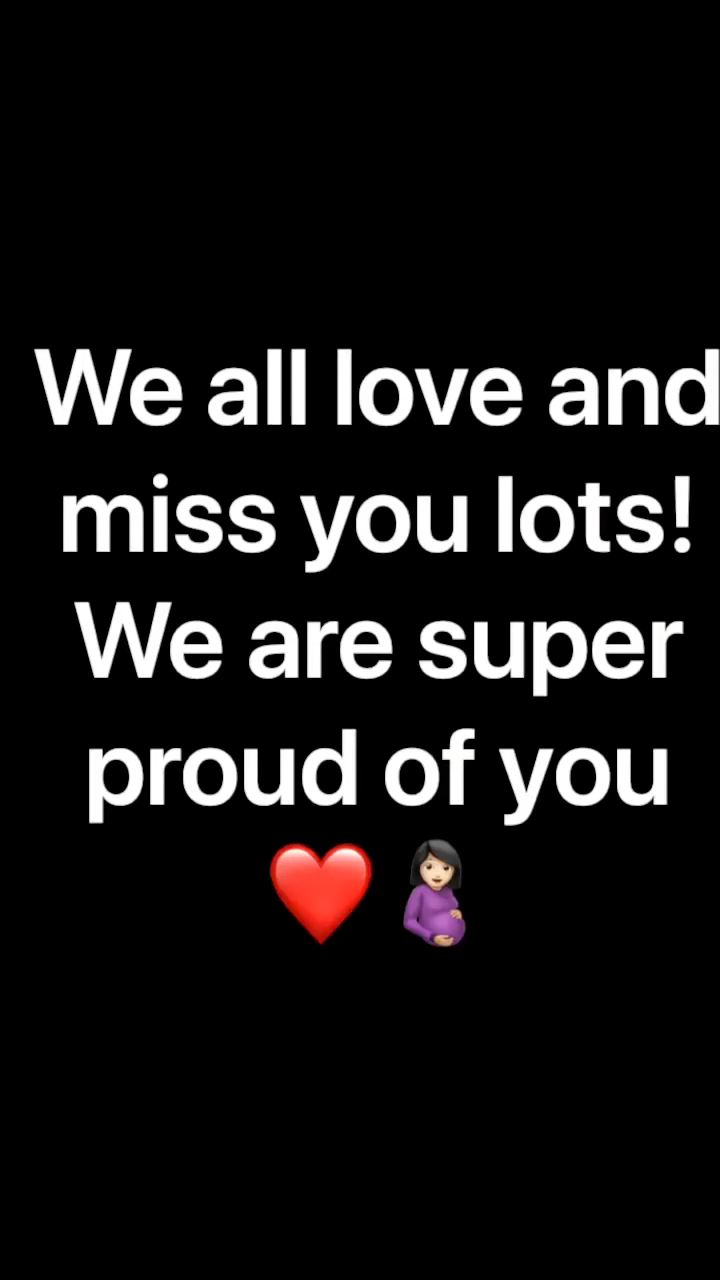 We all love and
miss you lots!
We are super
proud of you
❤️ 🤰🏻